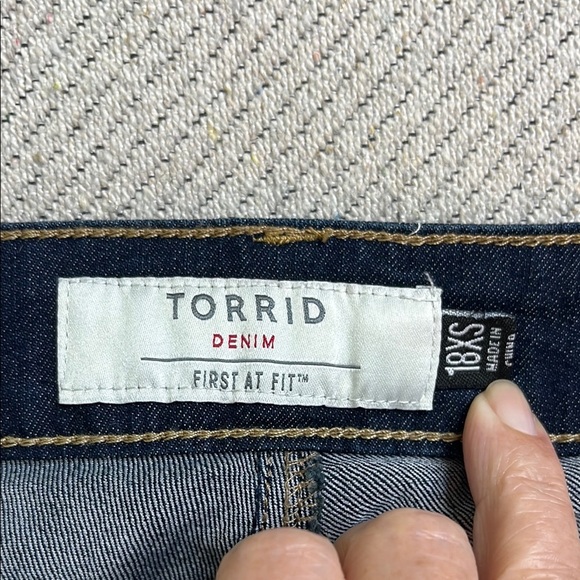 TORRID
DENIM
FIRST AT FIT™
18XS
MADE IN
CHINA